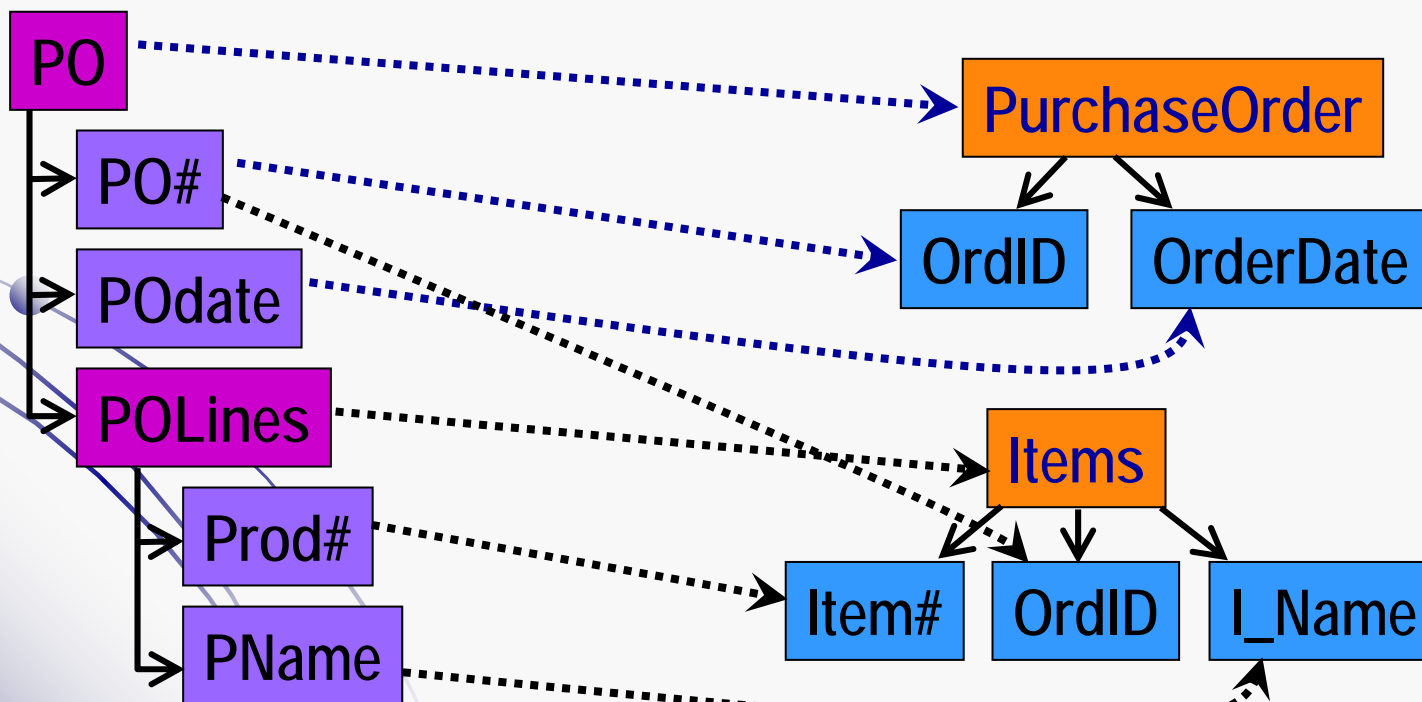 PO
PurchaseOrder
PO#
OrdID
OrderDate
POdate
POLines
Items
Prod#
Item#
OrdID
I_Name
PName